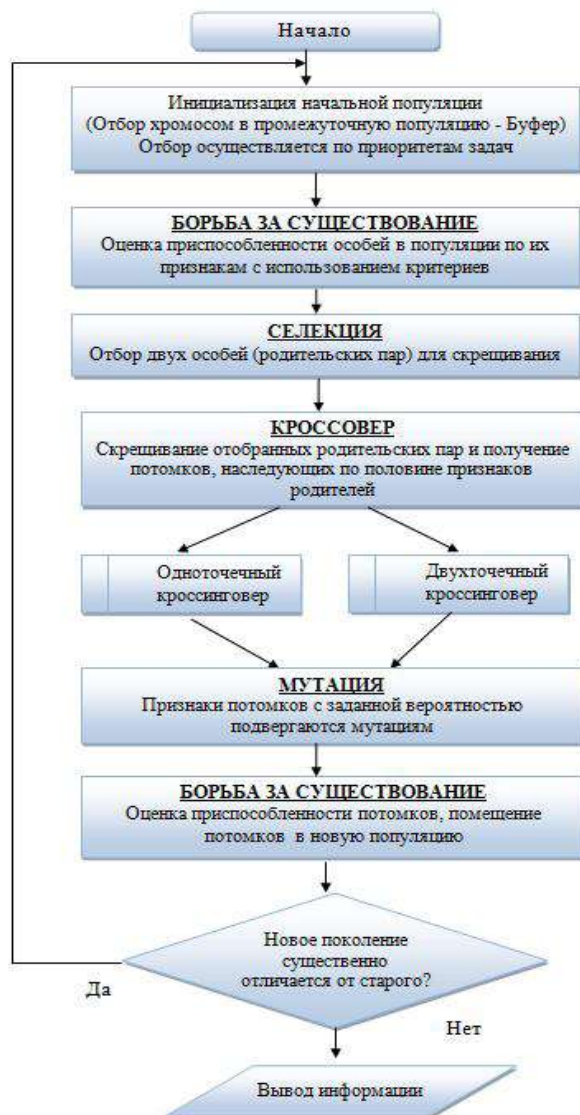 Начало
Инициализация начальной популяции
(Отбор хромосом в промежуточную популяцию - Буфер)
Отбор осуществляется по приоритетам задач
БОРЬБА ЗА СУЩЕСТВОВАНИЕ
Оценка приспособленности особей в популяции по их
признакам с использованием критериев
СЕЛЕКЦИЯ
Отбор двух особей (родительских пар) для скрещивания
КРОССОВЕР
Скрещивание отобранных родительских пар и получение
потомков, наследующих по половине признаков
родителей
Одноточечный
кроссинговер
Двухточечный
кроссинговер
МУТАЦИЯ
Признаки потомков с заданной вероятностью
подвергаются мутациям
БОРЬБА ЗА СУЩЕСТВОВАНИЕ
Оценка приспособленности потомков, помещение
потомков в новую популяцию
Новое поколение
существенно
отличается от старого?
Да
Нет
Вывод информации